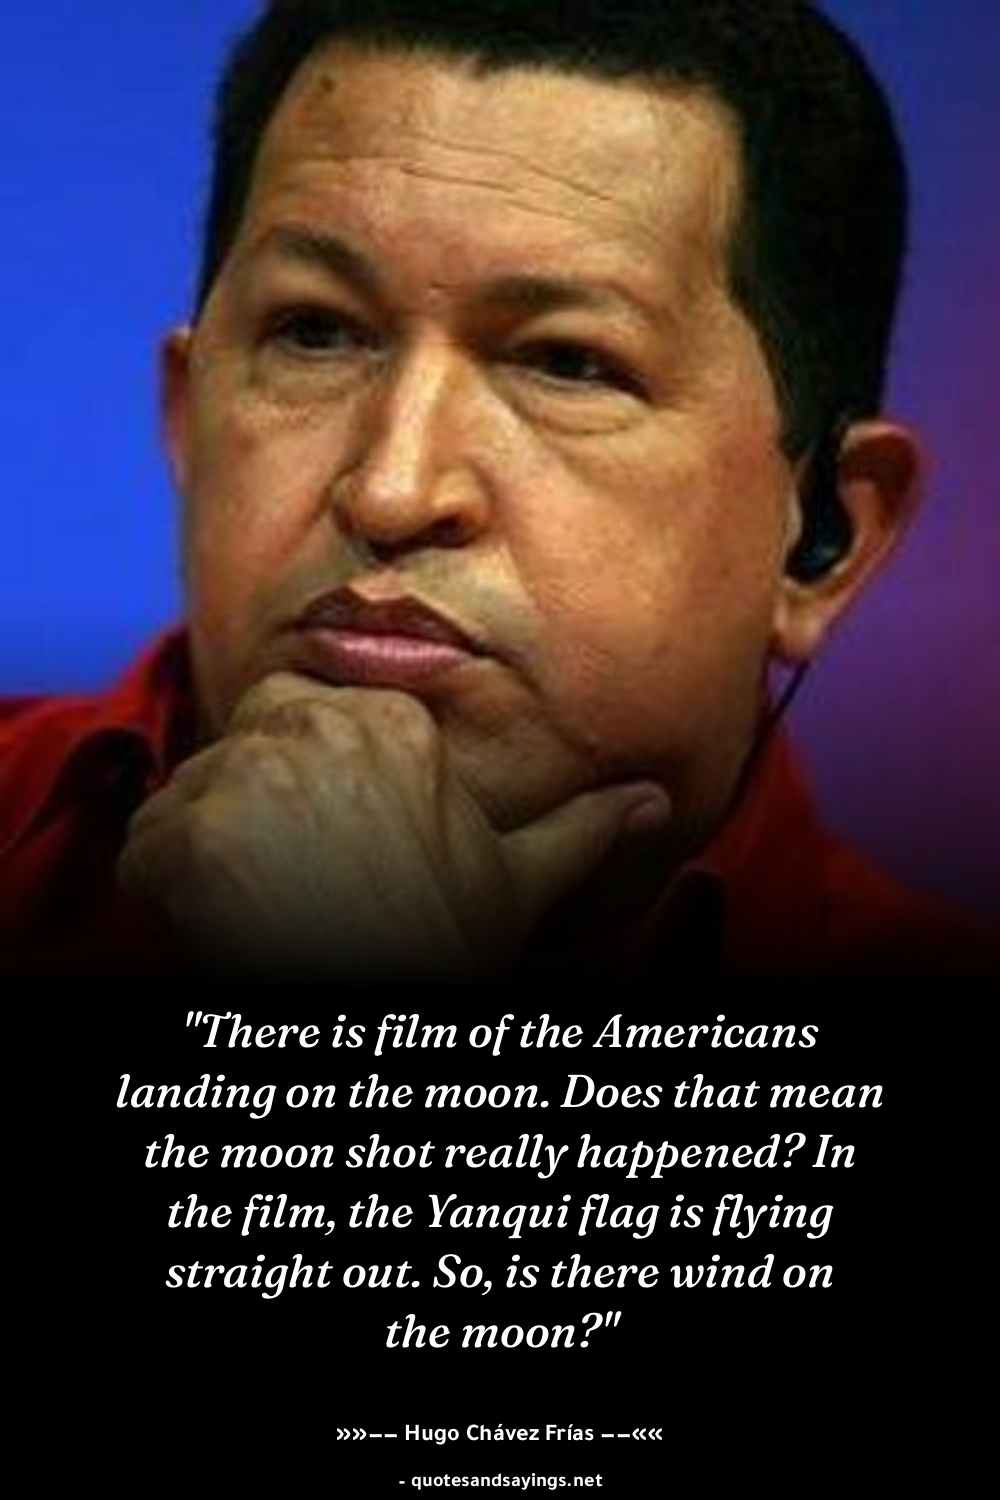 "There is film of the Americans
landing on the moon. Does that mean
the moon shot really happened? In
the film, the Yanqui flag is flying
straight out. So, is there wind on
the moon?"
»»−− Hugo Chávez Frías −−««
- quotesandsayings.net